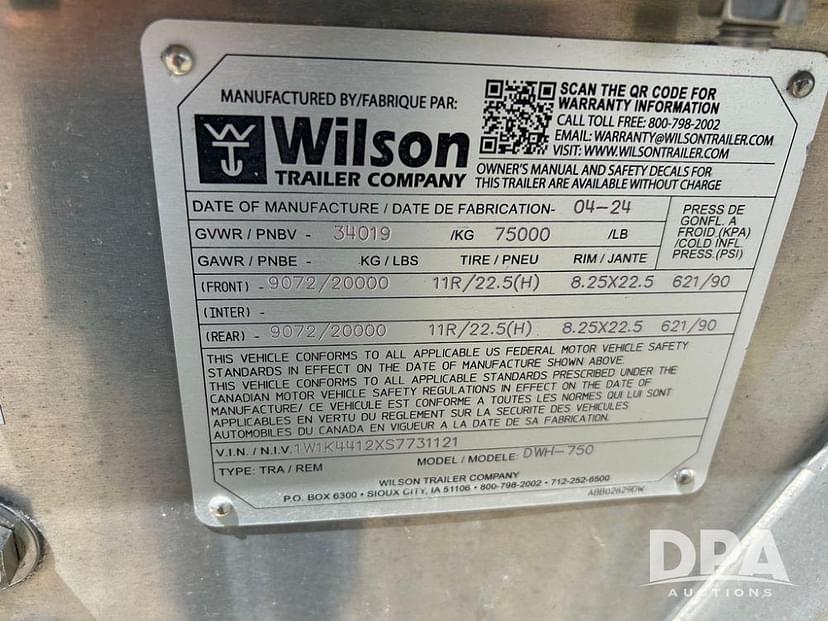 MANUFACTURED BY/FABRIQUE PAR:
Wilson
TRAILER COMPANY
SCAN THE QR CODE FOR
WARRANTY INFORMATION
CALL TOLL FREE: 800-798-2002
EMAIL: WARRANTY@WILSONTRAILER.COM
VISIT: WWW.WILSONTRAILER.COM
OWNER'S MANUAL AND SAFETY DECALS FOR
THIS TRAILER ARE AVAILABLE WITHOUT CHARGE
DATE OF MANUFACTURE / DATE DE FABRICATION- 04-24
GVWR / PNBV - 34019 /KG 75000 /LB
PRESS DE
GONFL. A
FROID.(KPA)
/COLD INFL.
PRESS.(PSI)
GAWR / PNBE - KG / LBS TIRE / PNEU RIM / JANTE
(FRONT) - 9072/20000 11R/22.5(H) 8.25X22.5 621/90
(INTER) -
(REAR) - 9072/20000 11R/22.5(H) 8.25X22.5 621/90
THIS VEHICLE CONFORMS TO ALL APPLICABLE US FEDERAL MOTOR VEHICLE SAFETY
STANDARDS IN EFFECT ON THE DATE OF MANUFACTURE SHOWN ABOVE.
THIS VEHICLE CONFORMS TO ALL APPLICABLE STANDARDS PRESCRIBED UNDER THE
CANADIAN MOTOR VEHICLE SAFETY REGULATIONS IN EFFECT ON THE DATE OF
MANUFACTURE/ CE VEHICULE EST CONFORME A TOUTES LES NORMES QUI LUI SONT
APPLICABLES EN VERTU DU REGLEMENT SUR LA SECURITE DES VEHICULES
AUTOMOBILES DU CANADA EN VIGUEUR A LA DATE DE SA FABRICATION.
V.I.N. / N.I.V. 1W1K4412XS7731121
TYPE: TRA / REM MODEL / MODELE: DWH-750
WILSON TRAILER COMPANY
P.O. BOX 6300 • SIOUX CITY, IA 51106 • 800-798-2002 • 712-252-6500
ABB02629DW
DPA
AUCTIONS